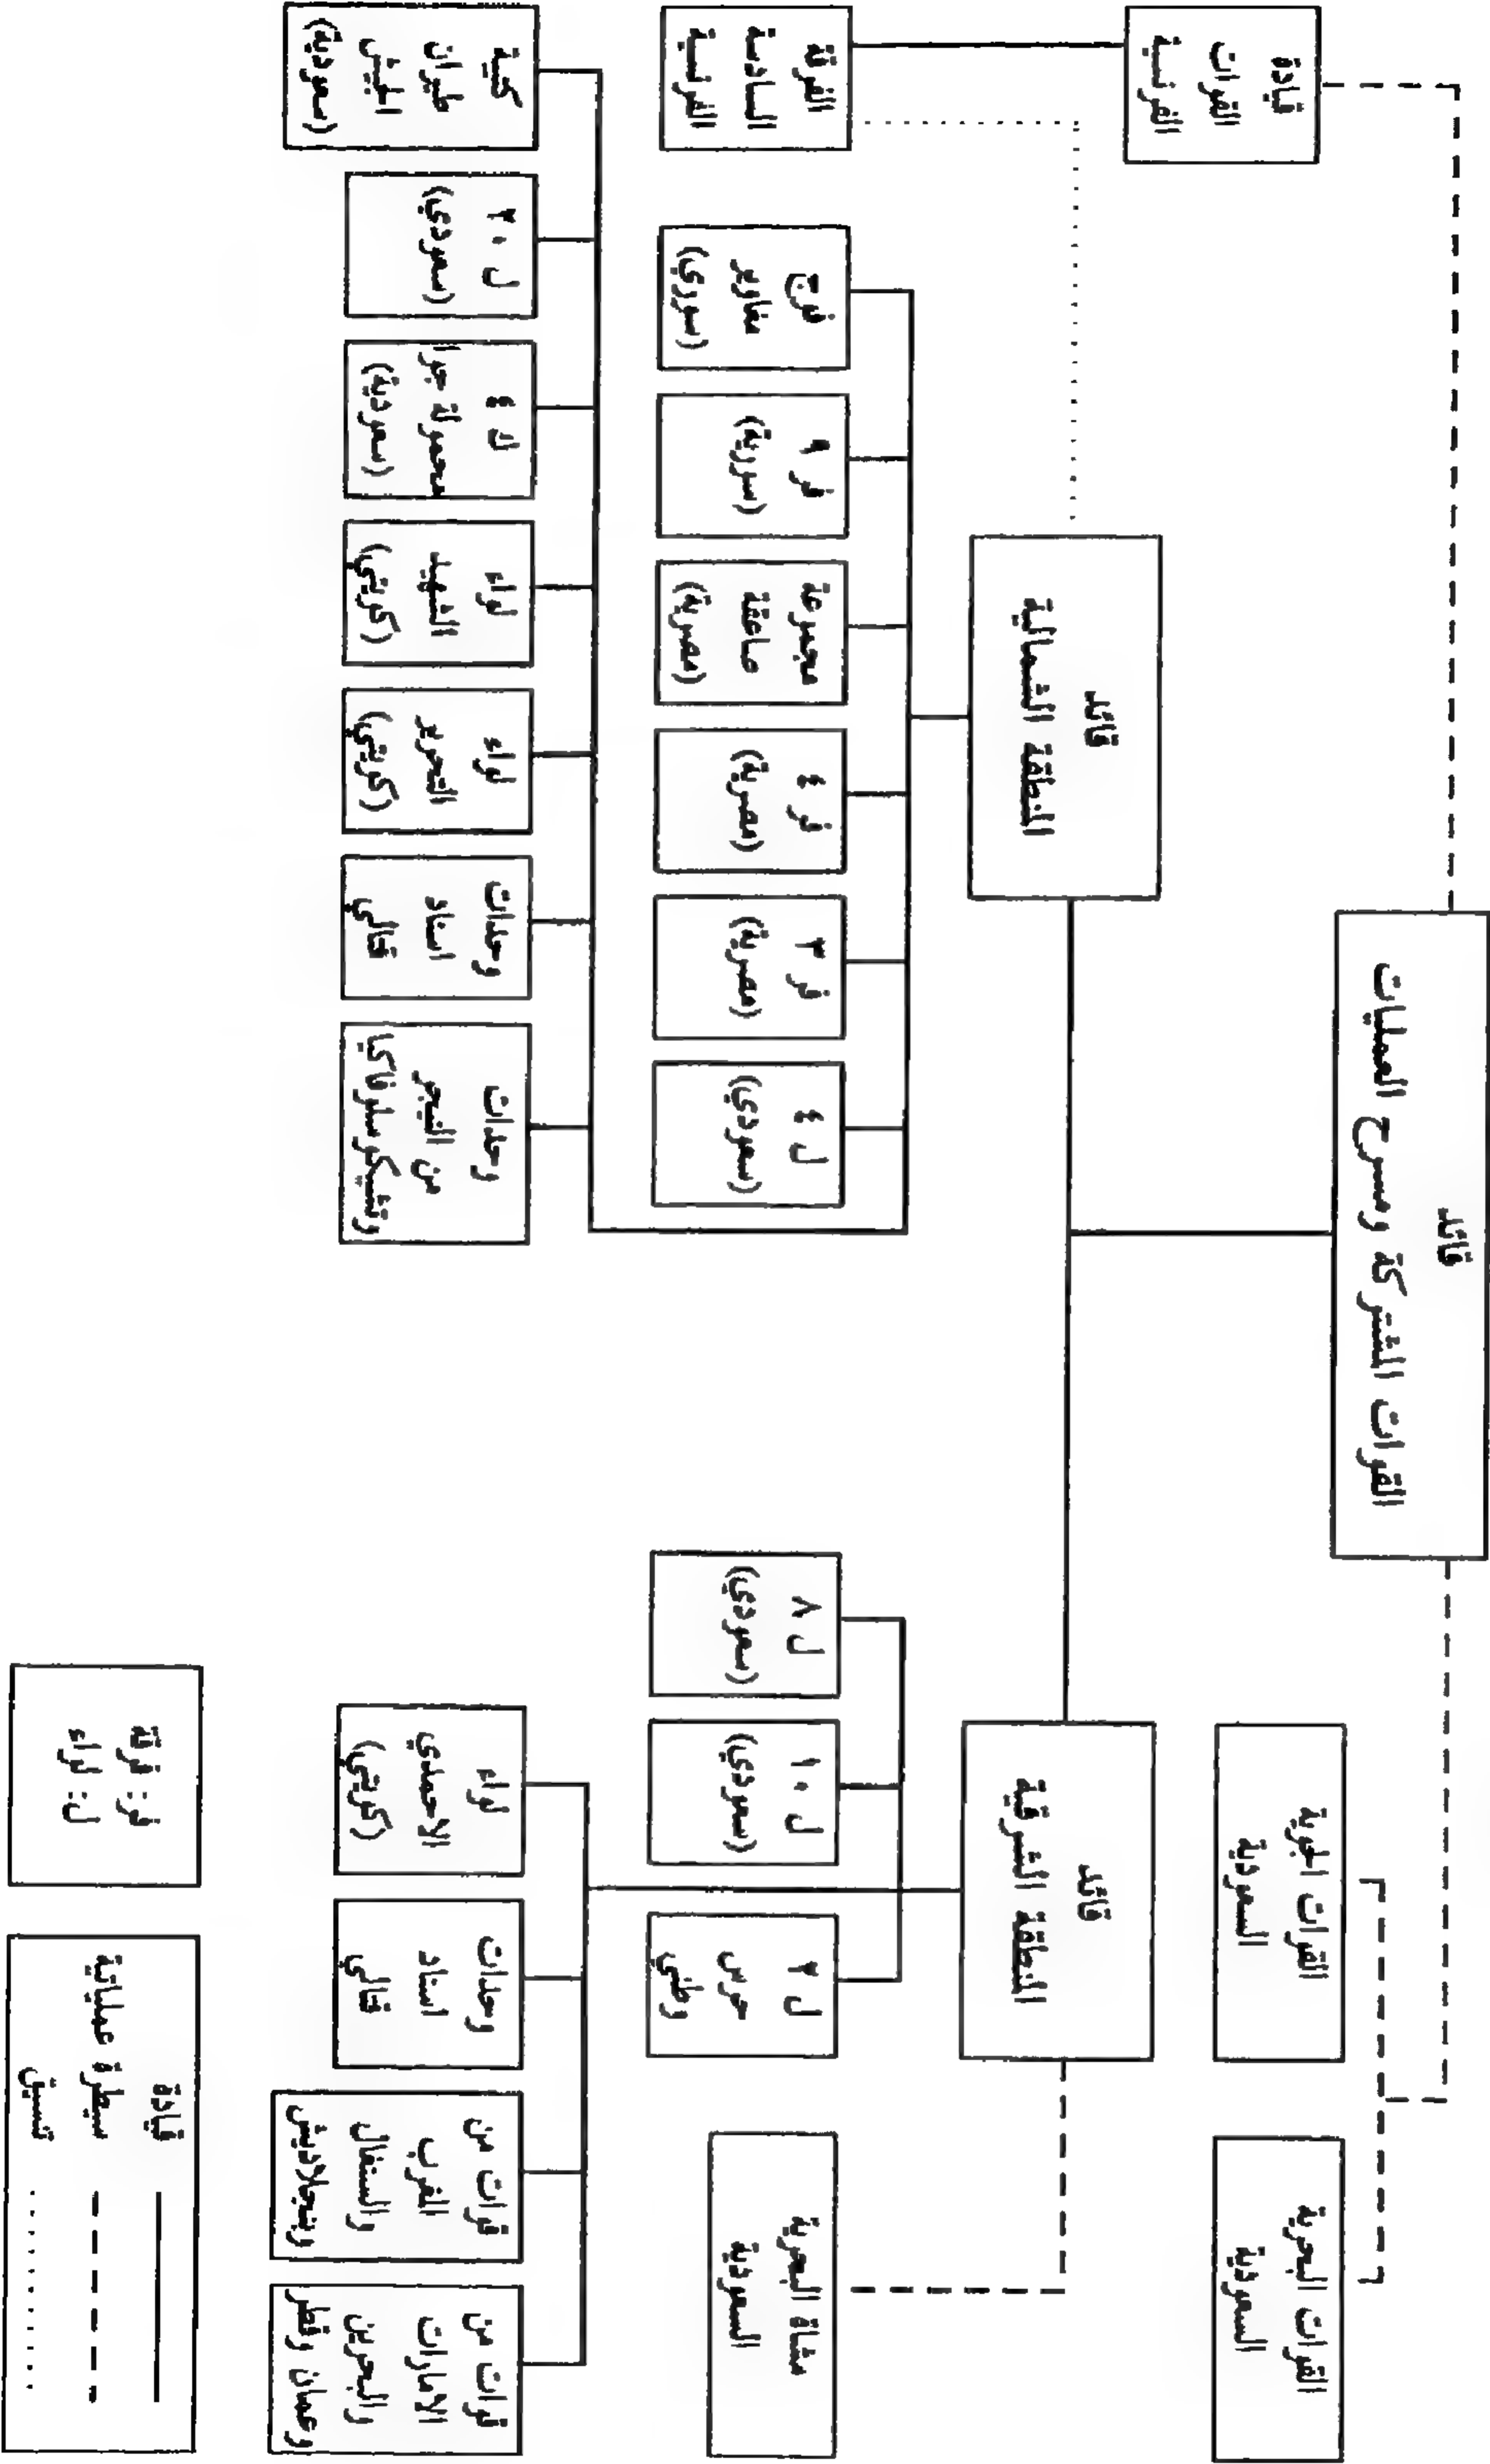 قائد
القوات المشتركة ومسرح العمليات
قيادة
القوات
الفرنسية
القوات الجوية
السعودية
القوات البحرية
السعودية
قائد
المنطقة الشمالية
قائد
المنطقة الشرقية
مشاة البحرية
السعودية
الفرقة
السادسة
الفرنسية
فوج
مغاوير
(سوري)
فر ٩
(سورية)
مجموعة
صاعقة
(مصرية)
فر ٤
(مصرية)
فر ٣
(مصرية)
ل ٤
(سعودي)
ل ٨
(سعودي)
ل ١٠
(سعودي)
ل ٢
حرس
وطني
كتيبة
طيران
الجيش
(سعودية)
ل ٢٠
(سعودي)
ك ٤
محمولة جوا
(سعودية)
لواء
الشهيد
(كويتي)
لواء
التحرير
(كويتي)
وحدات
اسناد
قتالي
وحدات
من النيجر
وتشيكوسلوفاكيا
لواء
الاحمدي
(كويتي)
وحدات
اسناد
قتالي
قوات من
المغرب
والسنغال
وبنجلاديش
قوات من
الامارات
والبحرين
وعمان وقطر
فر: فرقة
ل: لواء
قيادة
سيطرة عملياتية
تنسيق